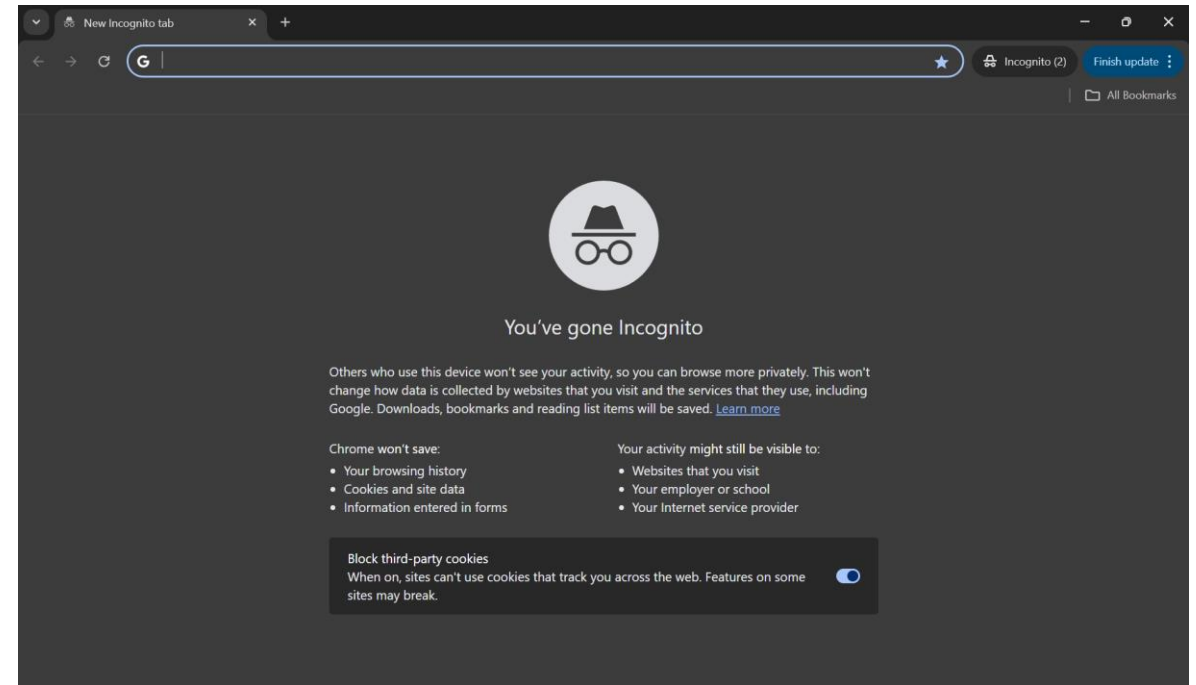 New Incognito tab
G
Incognito (2)
Finish update
All Bookmarks
You've gone Incognito
Others who use this device won't see your activity, so you can browse more privately. This won't
change how data is collected by websites that you visit and the services that they use, including
Google. Downloads, bookmarks and reading list items will be saved. Learn more
Chrome won't save:
• Your browsing history
• Cookies and site data
• Information entered in forms
Your activity might still be visible to:
• Websites that you visit
• Your employer or school
• Your Internet service provider
Block third-party cookies
When on, sites can't use cookies that track you across the web. Features on some
sites may break.